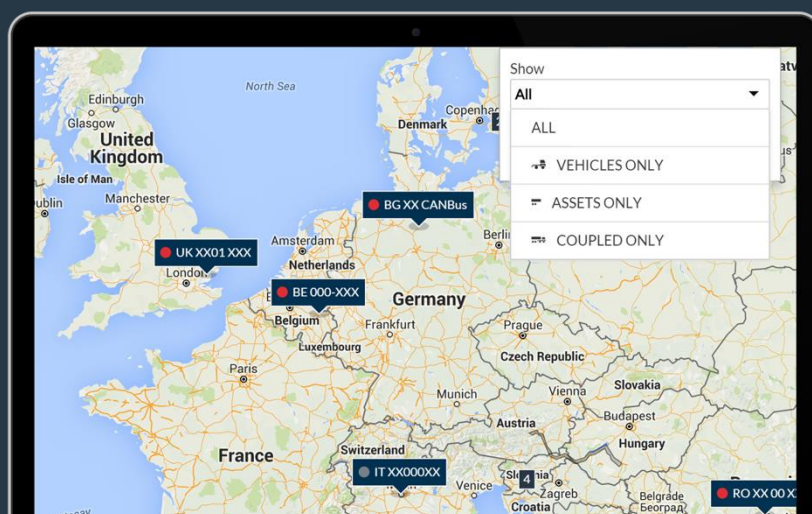 Show
All
ALL
VEHICLES ONLY
ASSETS ONLY
COUPLED ONLY
North Sea
Edinburgh
Glasgow
United
Kingdom
Isle of Man
Manchester
Denmark
BG XX CANBus
UK XX01 XXX
London
Amsterdam
Netherlands
BE 000-XXX
Belgium
Germany
Frankfurt
Luxembourg
Prague
Czech Republic
Paris
Munich
Vienna
Slovakia
Austria
Budapest
Hungary
France
Switzerland
IT XX000XX
Venice
4
Zagreb
Croatia
Belgrade
Београд
RO XX 00 X